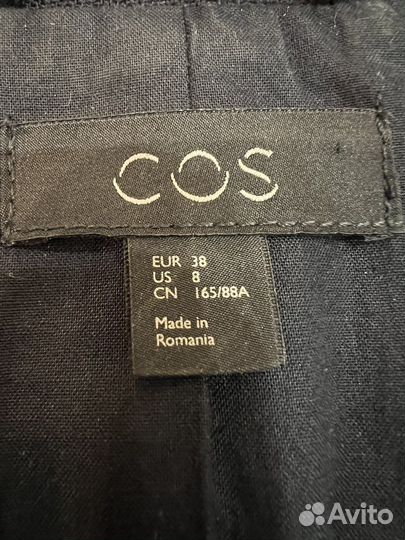 COS
EUR 38
US 8
CN 165/88A
Made in
Romania
Avito